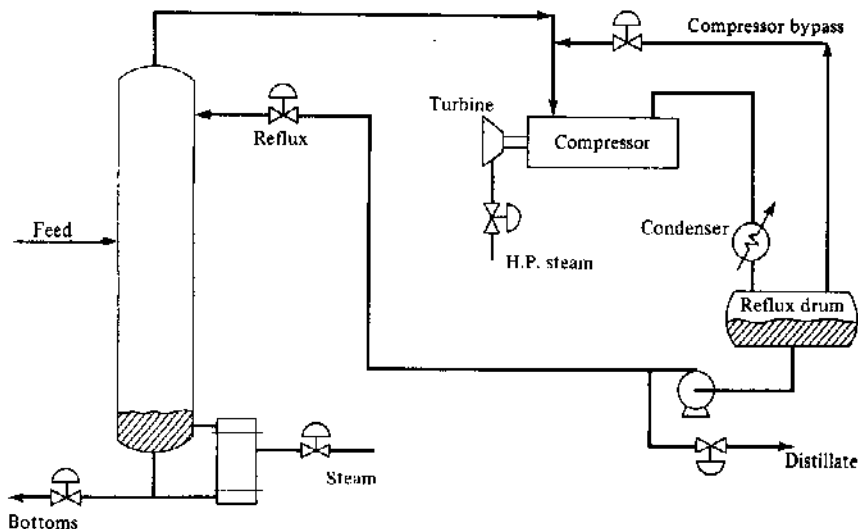 Compressor bypass
Turbine
Reflux
Compressor
Feed
Condenser
H.P. steam
Reflux drum
Steam
Distillate
Bottoms